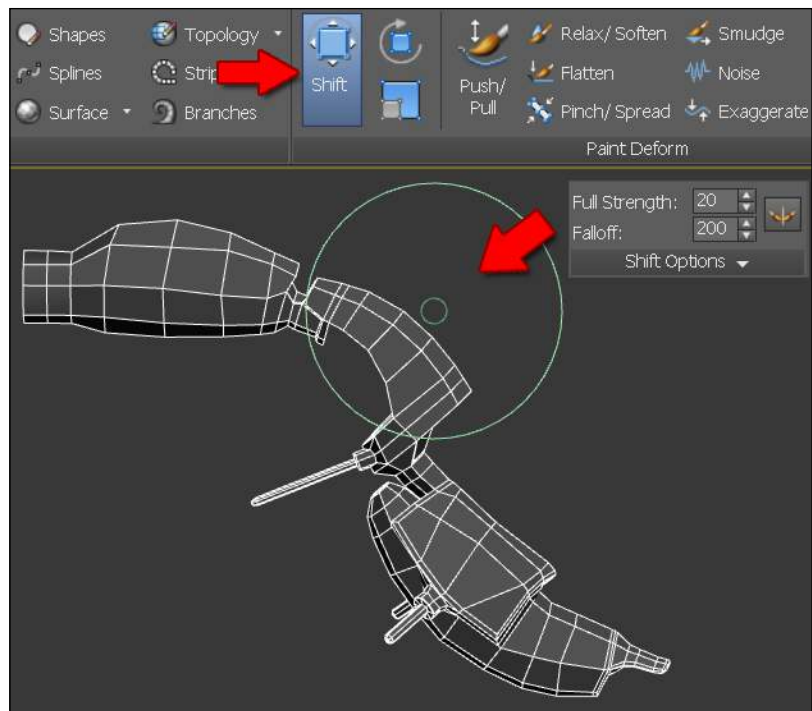 Shapes
Topology
Splines
Strip
Surface
Branches
Shift
Push/
Pull
Relax/ Soften
Smudge
Flatten
Noise
Pinch/ Spread
Exaggerate
Paint Deform
Full Strength: 20
Falloff: 200
Shift Options